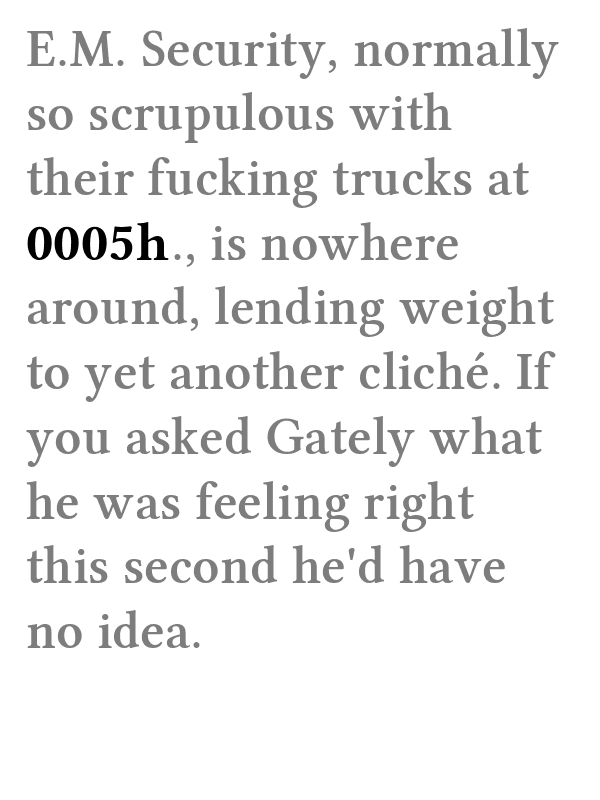 E.M. Security, normally
so scrupulous with
their fucking trucks at
0005h., is nowhere
around, lending weight
to yet another cliché. If
you asked Gately what
he was feeling right
this second he'd have
no idea.